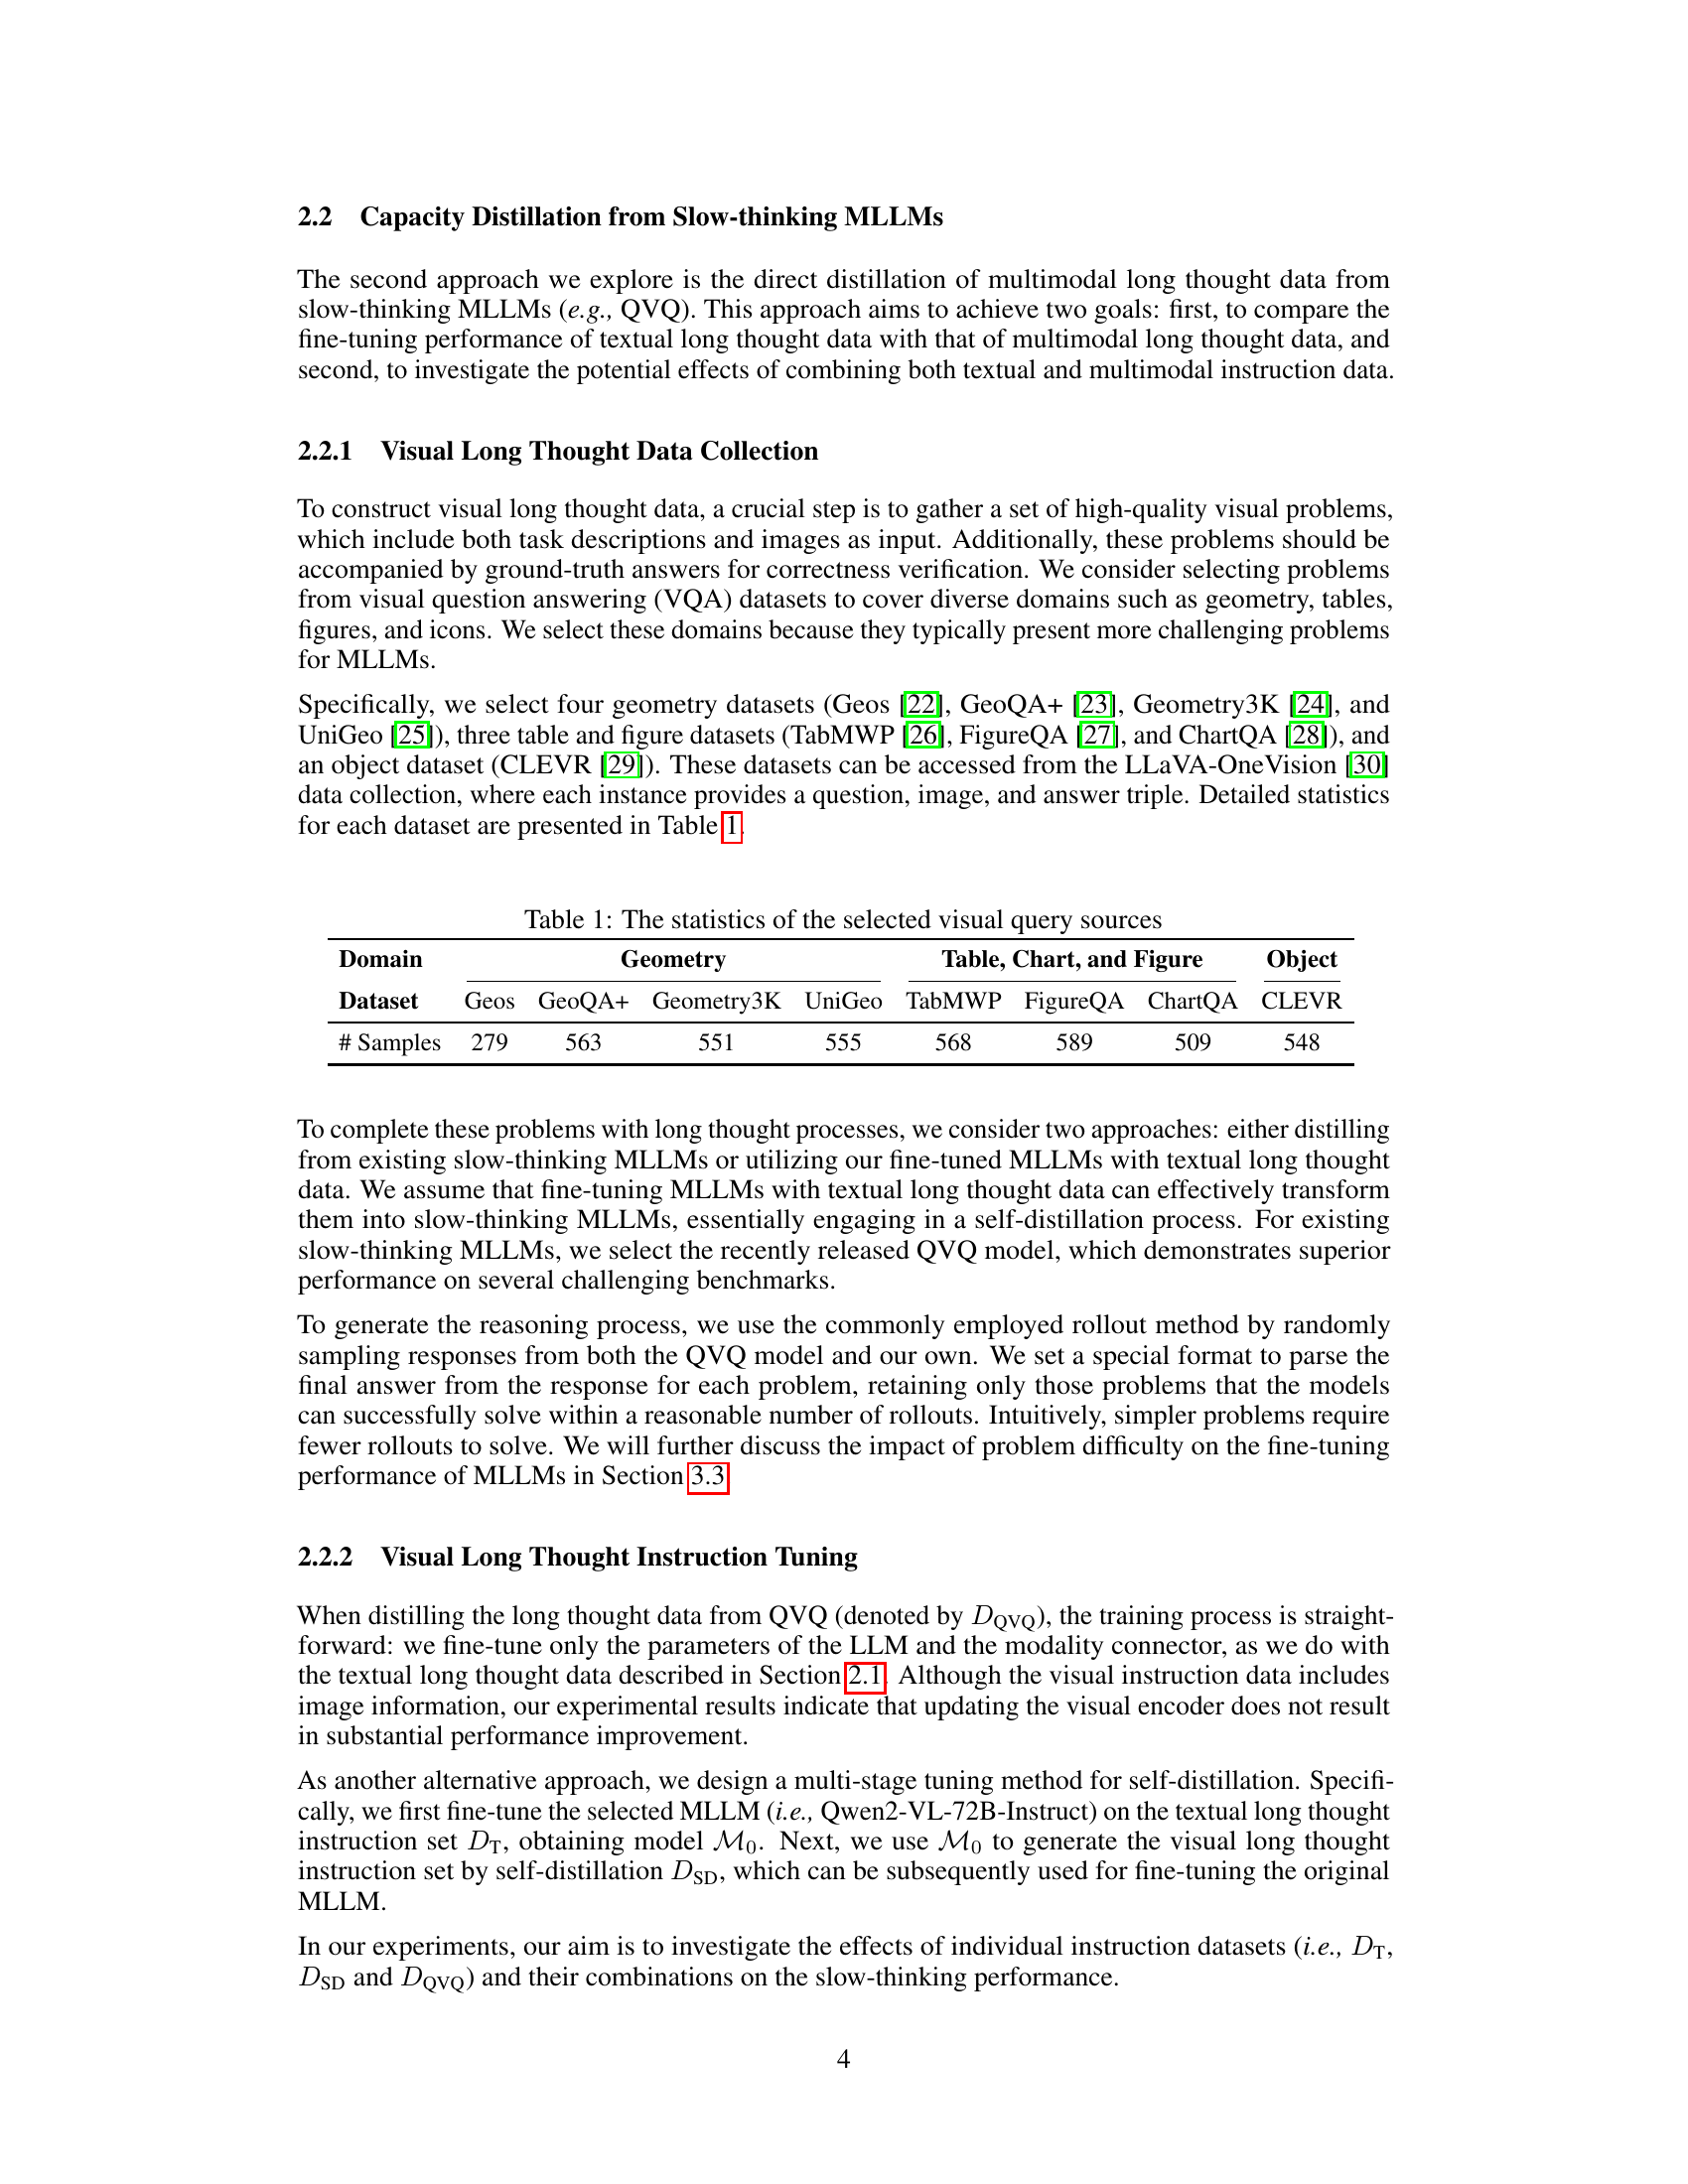 2.2 Capacity Distillation from Slow-thinking MLLMs
The second approach we explore is the direct distillation of multimodal long thought data from
slow-thinking MLLMs (e.g., QVQ). This approach aims to achieve two goals: first, to compare the
fine-tuning performance of textual long thought data with that of multimodal long thought data, and
second, to investigate the potential effects of combining both textual and multimodal instruction data.
2.2.1 Visual Long Thought Data Collection
To construct visual long thought data, a crucial step is to gather a set of high-quality visual problems,
which include both task descriptions and images as input. Additionally, these problems should be
accompanied by ground-truth answers for correctness verification. We consider selecting problems
from visual question answering (VQA) datasets to cover diverse domains such as geometry, tables,
figures, and icons. We select these domains because they typically present more challenging problems
for MLLMs.
Specifically, we select four geometry datasets (Geos [22], GeoQA+ [23], Geometry3K [24], and
UniGeo [25]), three table and figure datasets (TabMWP [26], FigureQA [27], and ChartQA [28]), and
an object dataset (CLEVR [29]). These datasets can be accessed from the LLaVA-OneVision [30]
data collection, where each instance provides a question, image, and answer triple. Detailed statistics
for each dataset are presented in Table 1.
Table 1: The statistics of the selected visual query sources
Domain Geometry Table, Chart, and Figure Object
Dataset Geos GeoQA+ Geometry3K UniGeo TabMWP FigureQA ChartQA CLEVR
# Samples 279 563 551 555 568 589 509 548
To complete these problems with long thought processes, we consider two approaches: either distilling
from existing slow-thinking MLLMs or utilizing our fine-tuned MLLMs with textual long thought
data. We assume that fine-tuning MLLMs with textual long thought data can effectively transform
them into slow-thinking MLLMs, essentially engaging in a self-distillation process. For existing
slow-thinking MLLMs, we select the recently released QVQ model, which demonstrates superior
performance on several challenging benchmarks.
To generate the reasoning process, we use the commonly employed rollout method by randomly
sampling responses from both the QVQ model and our own. We set a special format to parse the
final answer from the response for each problem, retaining only those problems that the models
can successfully solve within a reasonable number of rollouts. Intuitively, simpler problems require
fewer rollouts to solve. We will further discuss the impact of problem difficulty on the fine-tuning
performance of MLLMs in Section 3.3
2.2.2 Visual Long Thought Instruction Tuning
When distilling the long thought data from QVQ (denoted by D_QVQ), the training process is straight-
forward: we fine-tune only the parameters of the LLM and the modality connector, as we do with
the textual long thought data described in Section 2.1. Although the visual instruction data includes
image information, our experimental results indicate that updating the visual encoder does not result
in substantial performance improvement.
As another alternative approach, we design a multi-stage tuning method for self-distillation. Specifi-
cally, we first fine-tune the selected MLLM (i.e., Qwen2-VL-72B-Instruct) on the textual long thought
instruction set D_T, obtaining model M_0. Next, we use M_0 to generate the visual long thought
instruction set by self-distillation D_SD, which can be subsequently used for fine-tuning the original
MLLM.
In our experiments, our aim is to investigate the effects of individual instruction datasets (i.e., D_T,
D_SD and D_QVQ) and their combinations on the slow-thinking performance.
4